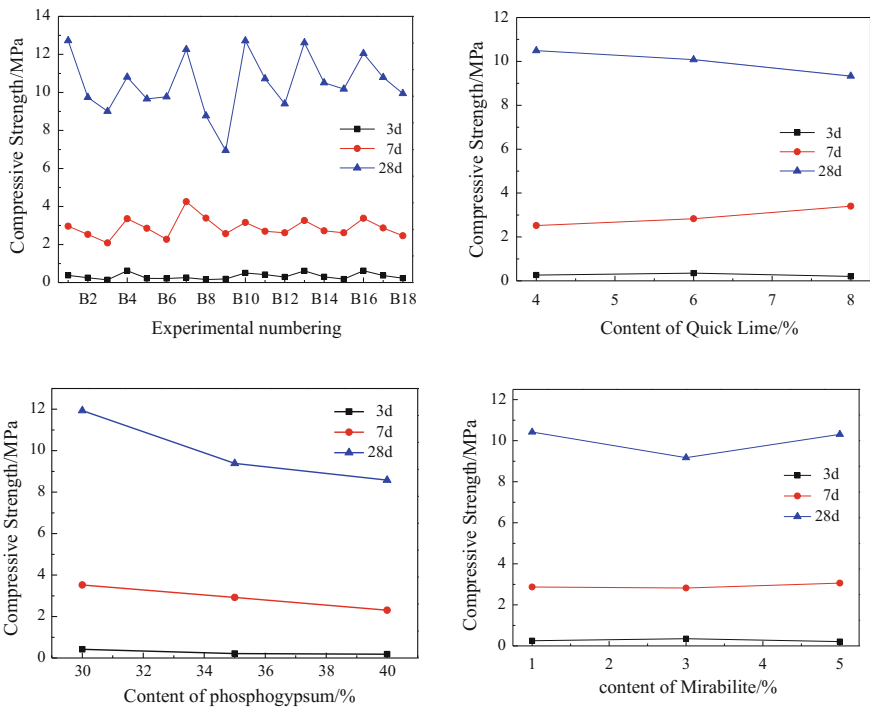 Compressive Strength/MPa
14
12
10
8
6
4
2
0
3d
7d
28d
B2 B4 B6 B8 B10 B12 B14 B16 B18
Experimental numbering
Compressive Strength/MPa
12
10
8
6
4
2
0
3d
7d
28d
4 5 6 7 8
Content of Quick Lime/%
Compressive Strength/MPa
12
10
8
6
4
2
0
3d
7d
28d
30 32 34 36 38 40
Content of phosphogypsum/%
Compressive Strength/MPa
12
10
8
6
4
2
0
3d
7d
28d
1 2 3 4 5
content of Mirabilite/%